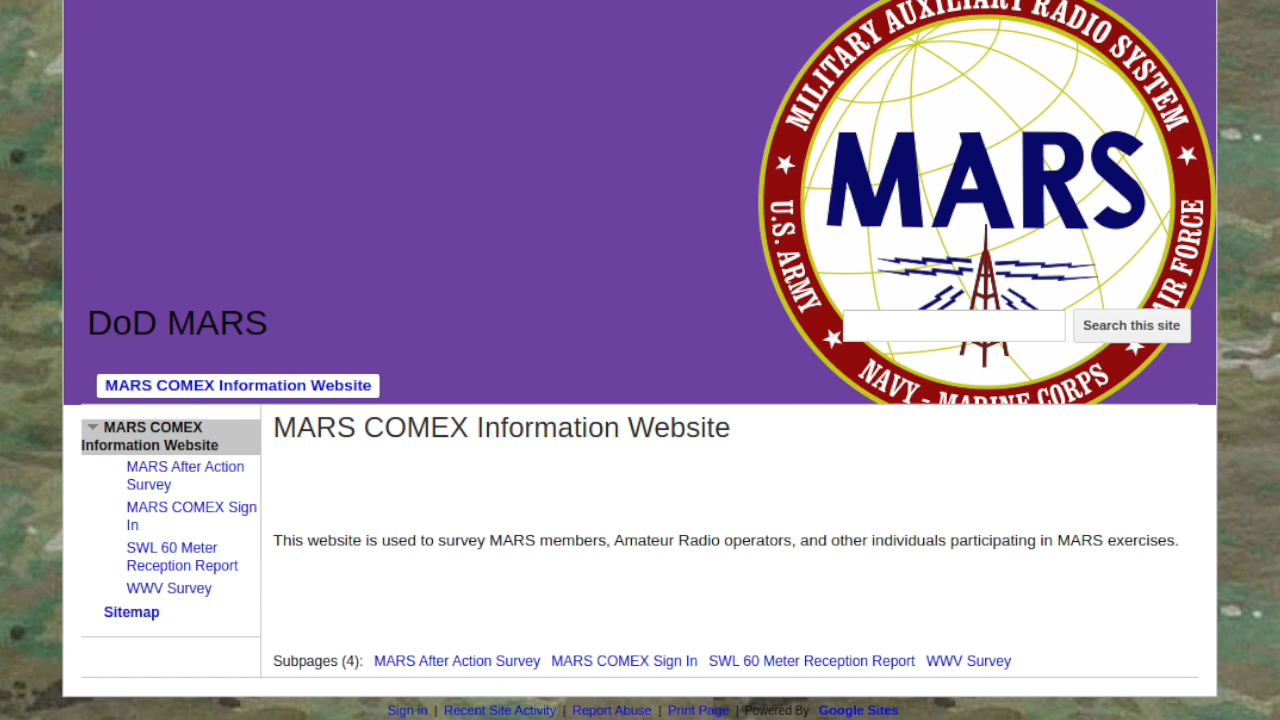 MILITARY AUXILIARY RADIO SYSTEM
MARS
U.S. ARMY
AIR FORCE
NAVY - MARINE CORPS
DoD MARS
Search this site
MARS COMEX Information Website
MARS COMEX
Information Website
MARS After Action
Survey
MARS COMEX Sign
In
SWL 60 Meter
Reception Report
WWV Survey
Sitemap
MARS COMEX Information Website
This website is used to survey MARS members, Amateur Radio operators, and other individuals participating in MARS exercises.
Subpages (4): MARS After Action Survey MARS COMEX Sign In SWL 60 Meter Reception Report WWV Survey
Sign in | Recent Site Activity | Report Abuse | Print Page | Powered By Google Sites